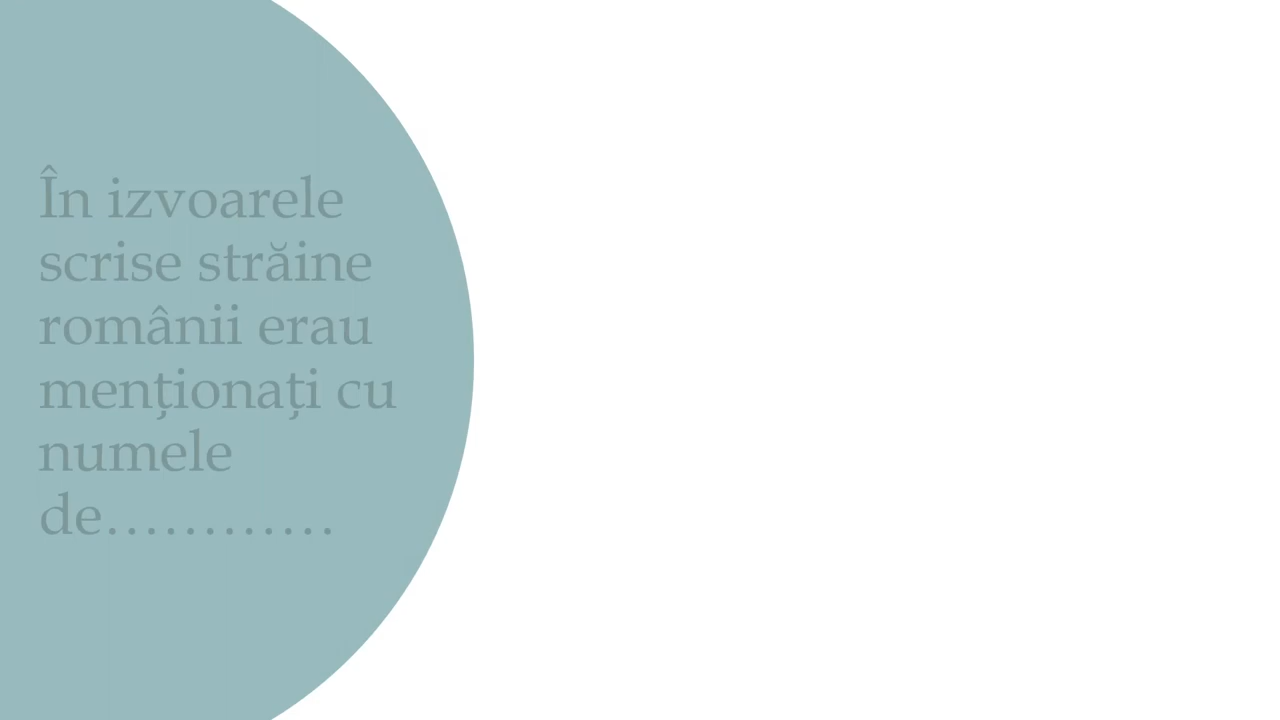 În izvoarele
scrise străine
românii erau
menționați cu
numele
de…………